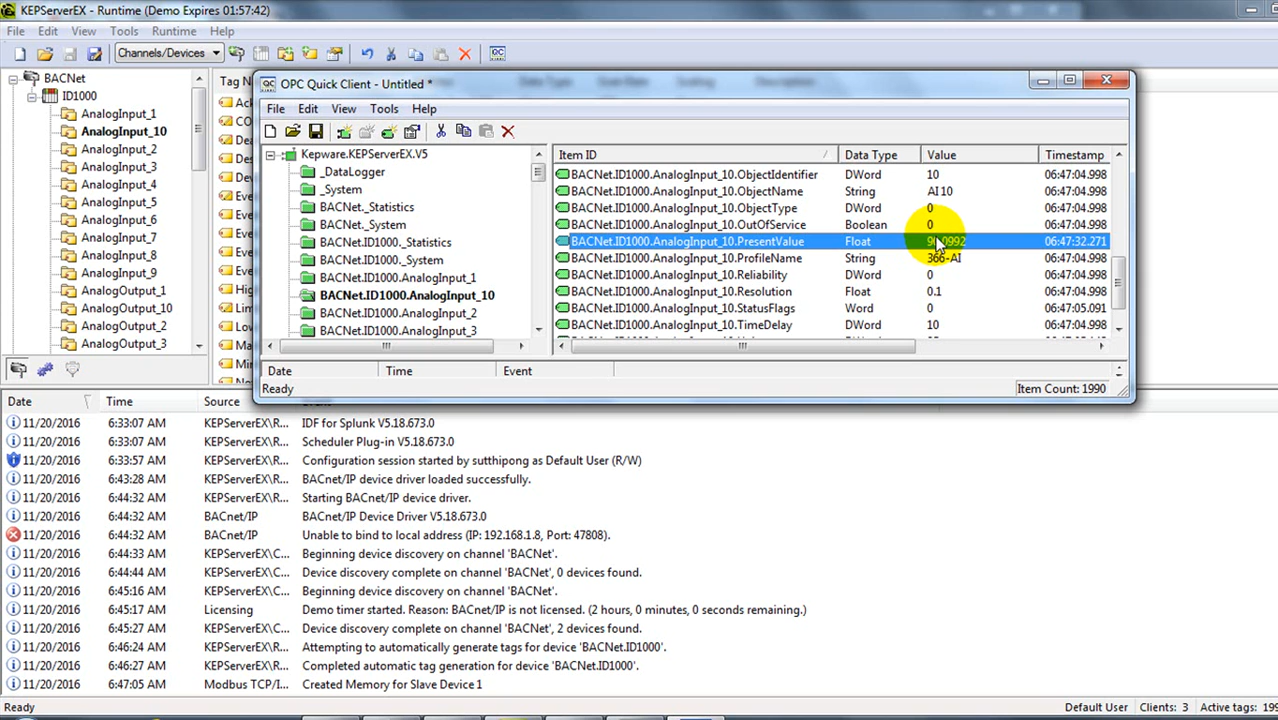 KEPServerEX - Runtime (Demo Expires 01:57:42)
File Edit View Tools Runtime Help
Channels/Devices
BACNet
ID1000
AnalogInput_1
AnalogInput_10
AnalogInput_2
AnalogInput_3
AnalogInput_4
AnalogInput_5
AnalogInput_6
AnalogInput_7
AnalogInput_8
AnalogInput_9
AnalogOutput_1
AnalogOutput_10
AnalogOutput_2
AnalogOutput_3
Tag N
Ack
CO
Dea
Des
Dev
Eve
Eve
Eve
Eve
Eve
Hig
Lim
Lo
Ma
Mir
OPC Quick Client - Untitled *
File Edit View Tools Help
Kepware.KEPServerEX.V5
_DataLogger
_System
BACNet._Statistics
BACNet._System
BACNet.ID1000._Statistics
BACNet.ID1000._System
BACNet.ID1000.AnalogInput_1
BACNet.ID1000.AnalogInput_10
BACNet.ID1000.AnalogInput_2
BACNet.ID1000.AnalogInput_3
Item ID Data Type Value Timestamp
BACNet.ID1000.AnalogInput_10.ObjectIdentifier DWord 10 06:47:04.998
BACNet.ID1000.AnalogInput_10.ObjectName String AI 10 06:47:04.998
BACNet.ID1000.AnalogInput_10.ObjectType DWord 0 06:47:04.998
BACNet.ID1000.AnalogInput_10.OutOfService Boolean 0 06:47:04.998
BACNet.ID1000.AnalogInput_10.PresentValue Float 06:47:32.271
BACNet.ID1000.AnalogInput_10.ProfileName String 366-AI 06:47:04.998
BACNet.ID1000.AnalogInput_10.Reliability DWord 0 06:47:04.998
BACNet.ID1000.AnalogInput_10.Resolution Float 0.1 06:47:04.998
BACNet.ID1000.AnalogInput_10.StatusFlags Word 0 06:47:05.091
BACNet.ID1000.AnalogInput_10.TimeDelay DWord 10 06:47:04.998
Date Time Event
Ready Item Count: 1990
Date Time Source
11/20/2016 6:33:07 AM KEPServerEX\R... IDF for Splunk V5.18.673.0
11/20/2016 6:33:07 AM KEPServerEX\R... Scheduler Plug-in V5.18.673.0
11/20/2016 6:33:57 AM KEPServerEX\R... Configuration session started by sutthipong as Default User (R/W)
11/20/2016 6:43:28 AM KEPServerEX\R... BACnet/IP device driver loaded successfully.
11/20/2016 6:44:32 AM KEPServerEX\R... Starting BACnet/IP device driver.
11/20/2016 6:44:32 AM BACnet/IP BACnet/IP Device Driver V5.18.673.0
11/20/2016 6:44:32 AM BACnet/IP Unable to bind to local address (IP: 192.168.1.8, Port: 47808).
11/20/2016 6:44:33 AM KEPServerEX\C... Beginning device discovery on channel 'BACNet'.
11/20/2016 6:44:44 AM KEPServerEX\C... Device discovery complete on channel 'BACNet', 0 devices found.
11/20/2016 6:45:16 AM KEPServerEX\C... Beginning device discovery on channel 'BACNet'.
11/20/2016 6:45:17 AM Licensing Demo timer started. Reason: BACnet/IP is not licensed. (2 hours, 0 minutes, 0 seconds remaining.)
11/20/2016 6:45:27 AM KEPServerEX\C... Device discovery complete on channel 'BACNet', 2 devices found.
11/20/2016 6:46:24 AM KEPServerEX\R... Attempting to automatically generate tags for device 'BACNet.ID1000'.
11/20/2016 6:46:27 AM KEPServerEX\R... Completed automatic tag generation for device 'BACNet.ID1000'.
11/20/2016 6:47:05 AM Modbus TCP/I... Created Memory for Slave Device 1
Ready Default User Clients: 3 Active tags: 199